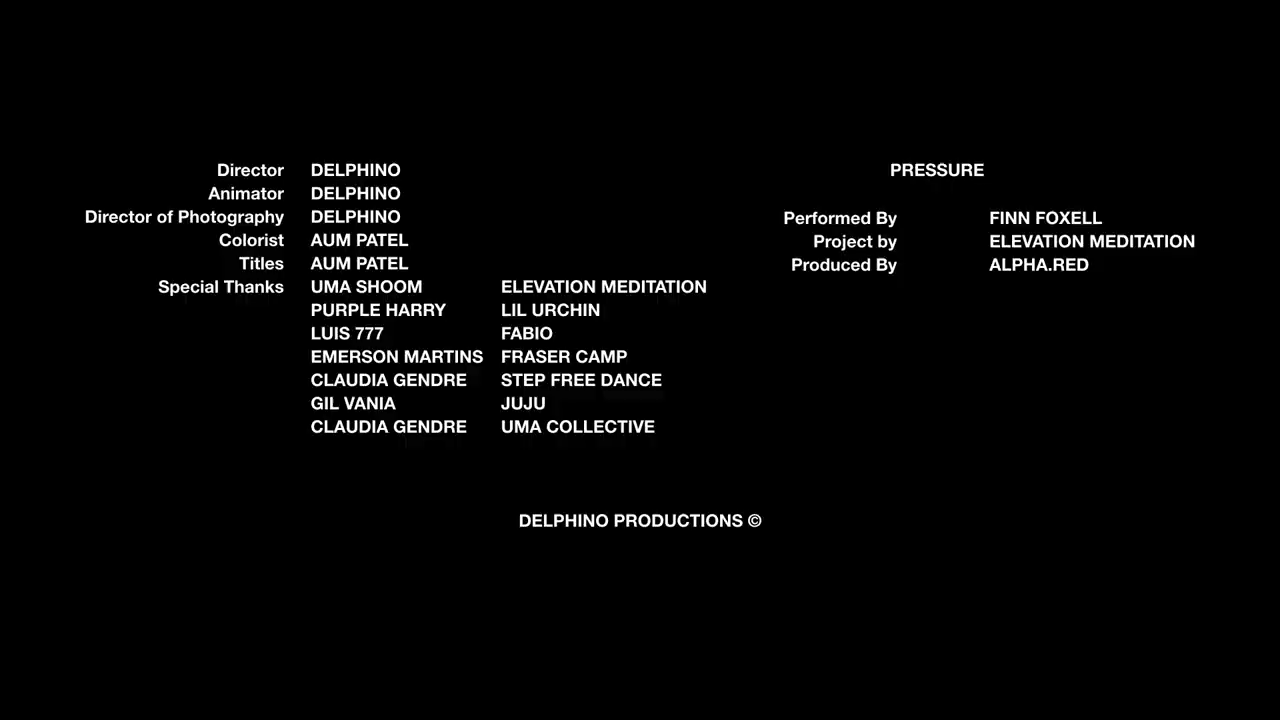 Director DELPHINO
Animator DELPHINO
Director of Photography DELPHINO
Colorist AUM PATEL
Titles AUM PATEL
Special Thanks UMA SHOOM ELEVATION MEDITATION
PURPLE HARRY LIL URCHIN
LUIS 777 FABIO
EMERSON MARTINS FRASER CAMP
CLAUDIA GENDRE STEP FREE DANCE
GIL VANIA JUJU
CLAUDIA GENDRE UMA COLLECTIVE
PRESSURE
Performed By FINN FOXELL
Project by ELEVATION MEDITATION
Produced By ALPHA.RED
DELPHINO PRODUCTIONS ©